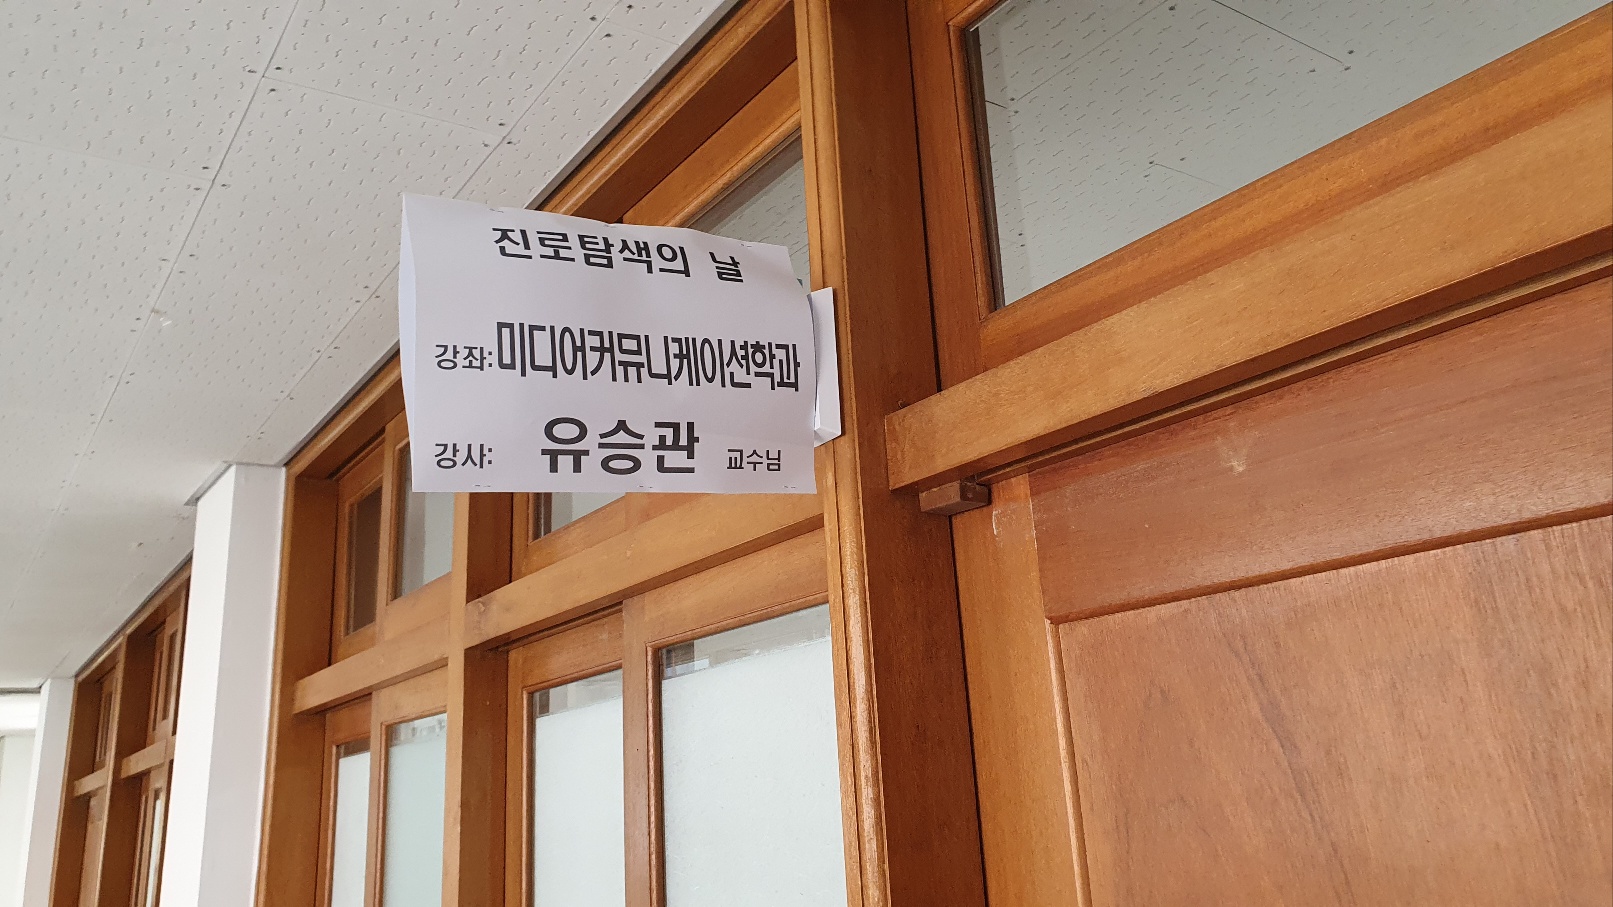 진로탐색의 날
강좌: 미디어커뮤니케이션학과
강사: 유승관 교수님